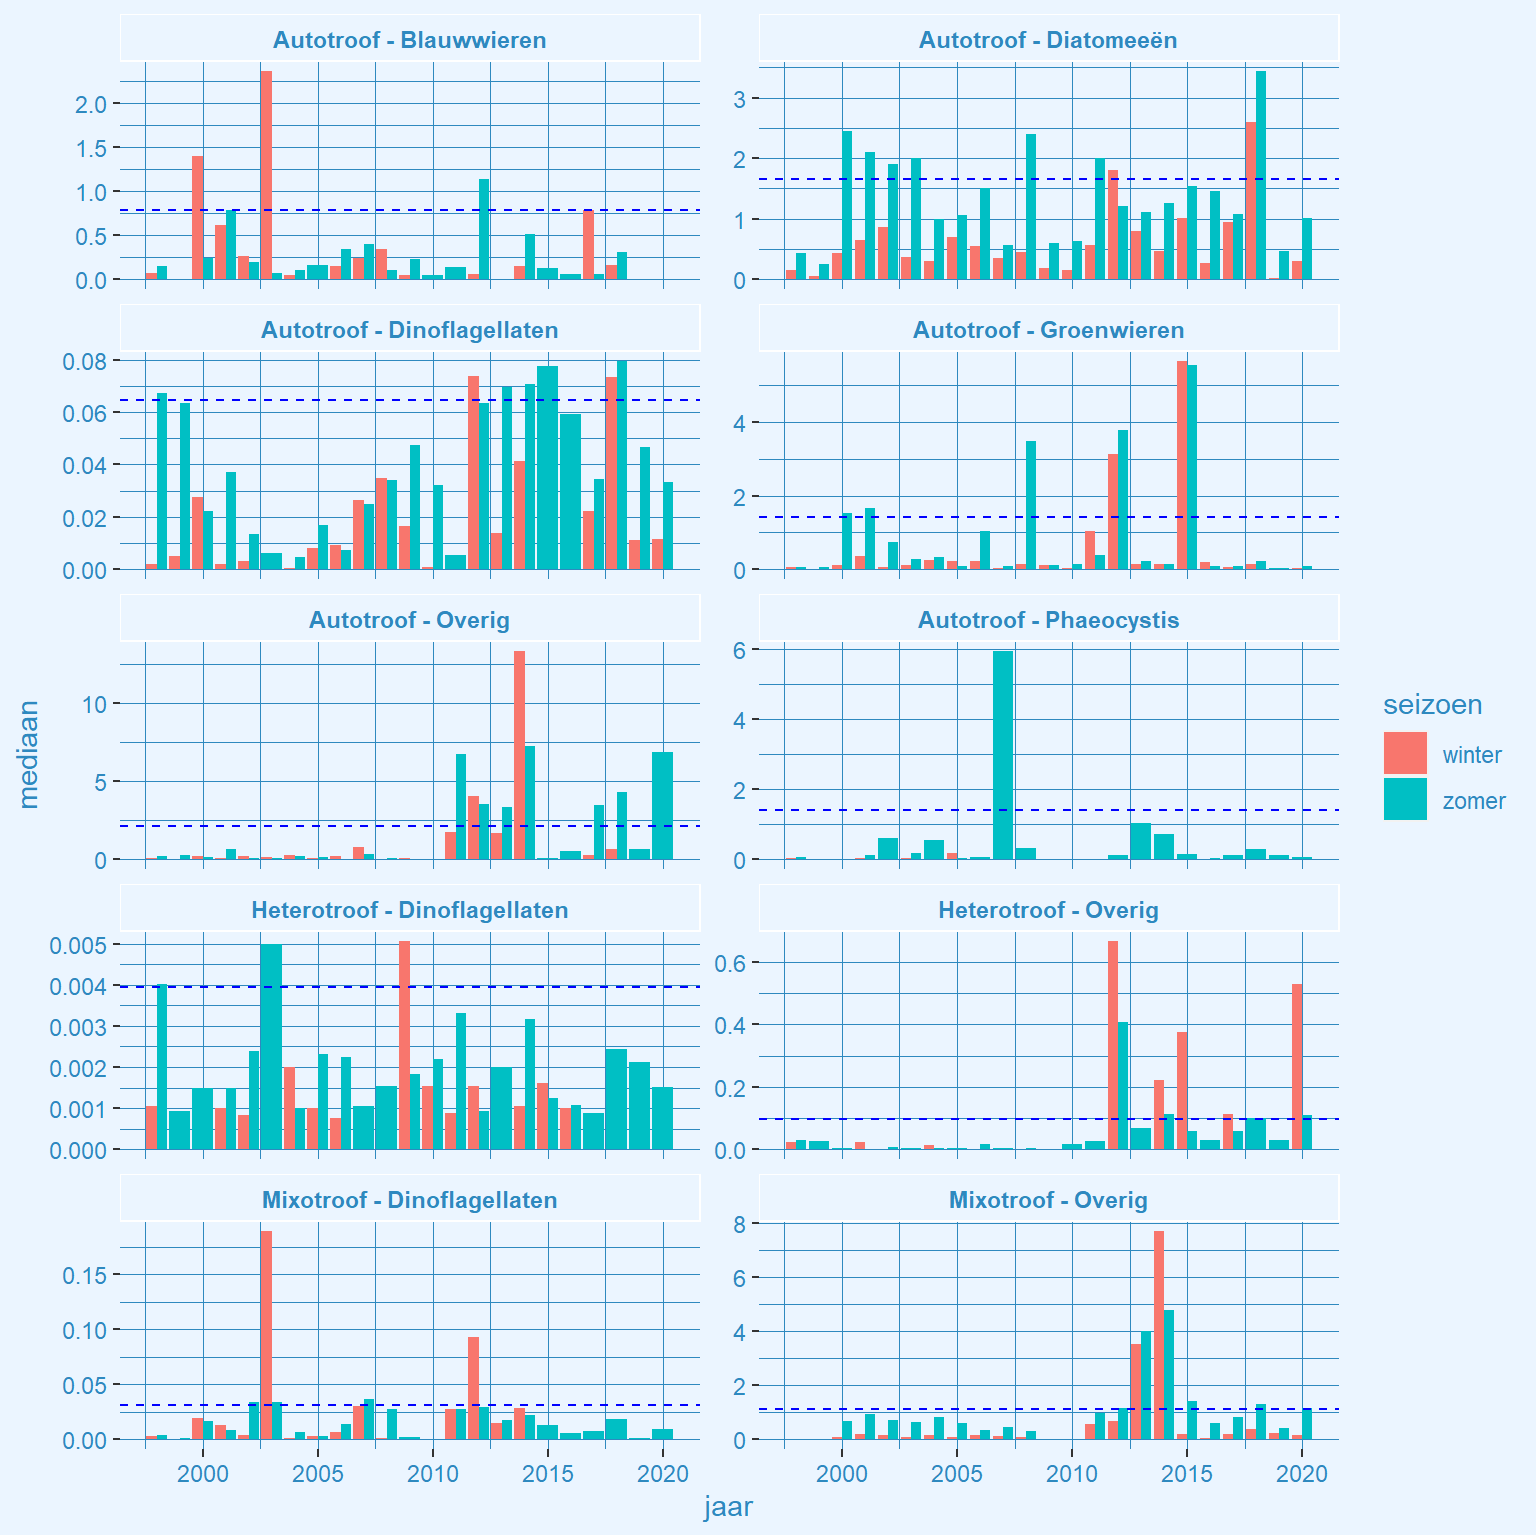 Autotroof - Blauwwieren
Autotroof - Diatomeeën
2.0
1.5
1.0
0.5
0.0
3
2
1
0
Autotroof - Dinoflagellaten
Autotroof - Groenwieren
0.08
0.06
0.04
0.02
0.00
4
2
0
Autotroof - Overig
Autotroof - Phaeocystis
10
5
0
6
4
2
0
Heterotroof - Dinoflagellaten
Heterotroof - Overig
0.005
0.004
0.003
0.002
0.001
0.000
0.6
0.4
0.2
0.0
Mixotroof - Dinoflagellaten
Mixotroof - Overig
0.15
0.10
0.05
0.00
8
6
4
2
0
2000 2005 2010 2015 2020
2000 2005 2010 2015 2020
jaar
mediaan
seizoen
winter
zomer